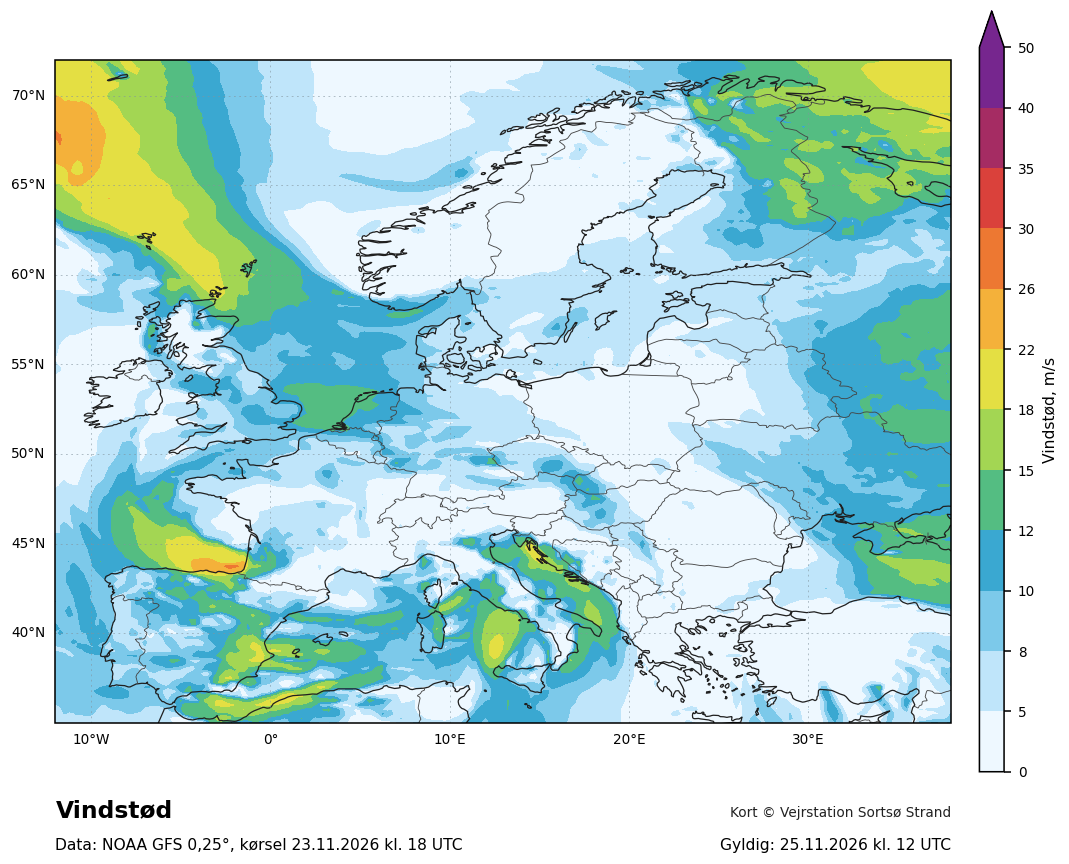 50
40
35
30
26
22
18
15
12
10
8
5
0
Vindstød, m/s
70°N
65°N
60°N
55°N
50°N
45°N
40°N
10°W
0°
10°E
20°E
30°E
Vindstød
Kort © Vejrstation Sortsø Strand
Data: NOAA GFS 0,25°, kørsel 23.11.2026 kl. 18 UTC
Gyldig: 25.11.2026 kl. 12 UTC